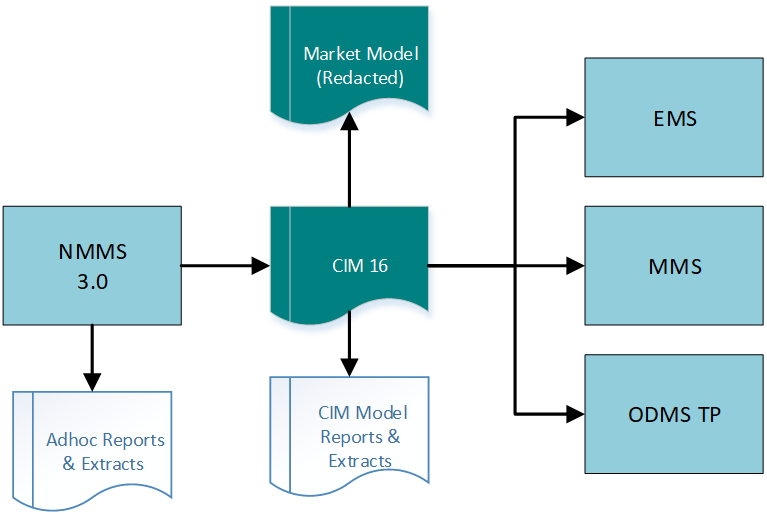 Market Model
(Redacted)
EMS
NMMS
3.0
CIM 16
MMS
Adhoc Reports
& Extracts
CIM Model
Reports &
Extracts
ODMS TP